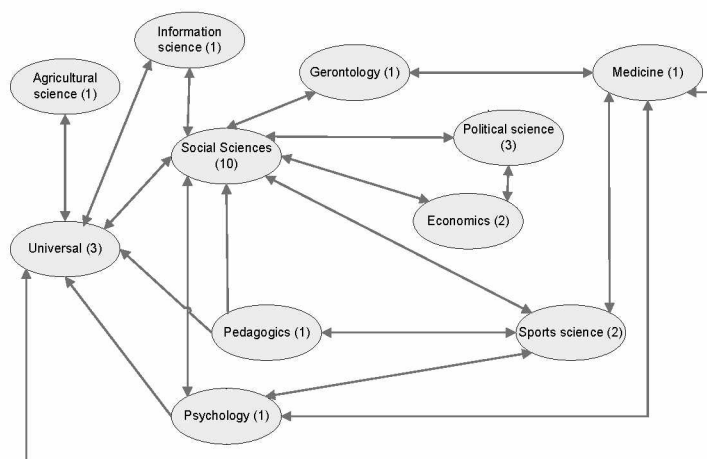 Information
science (1)
Agricultural
science (1)
Gerontology (1)
Medicine (1)
Social Sciences
(10)
Political science
(3)
Economics (2)
Universal (3)
Pedagogics (1)
Sports science (2)
Psychology (1)